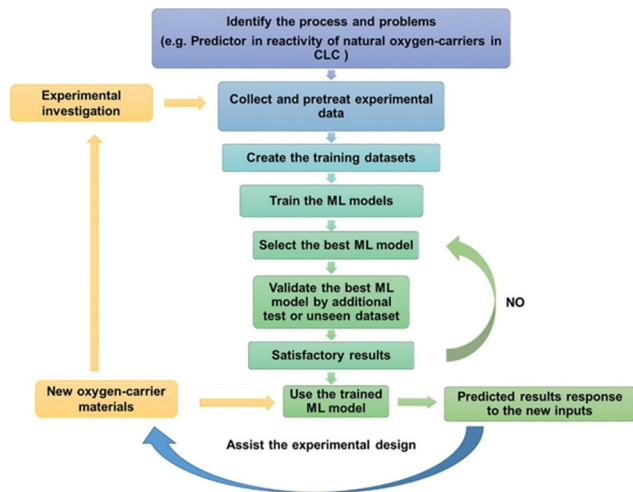 Identify the process and problems
(e.g. Predictor in reactivity of natural oxygen-carriers in
CLC )
Experimental
investigation
Collect and pretreat experimental
data
Create the training datasets
Train the ML models
Select the best ML model
Validate the best ML
model by additional
test or unseen dataset
NO
Satisfactory results
New oxygen-carrier
materials
Use the trained
ML model
Predicted results response
to the new inputs
Assist the experimental design